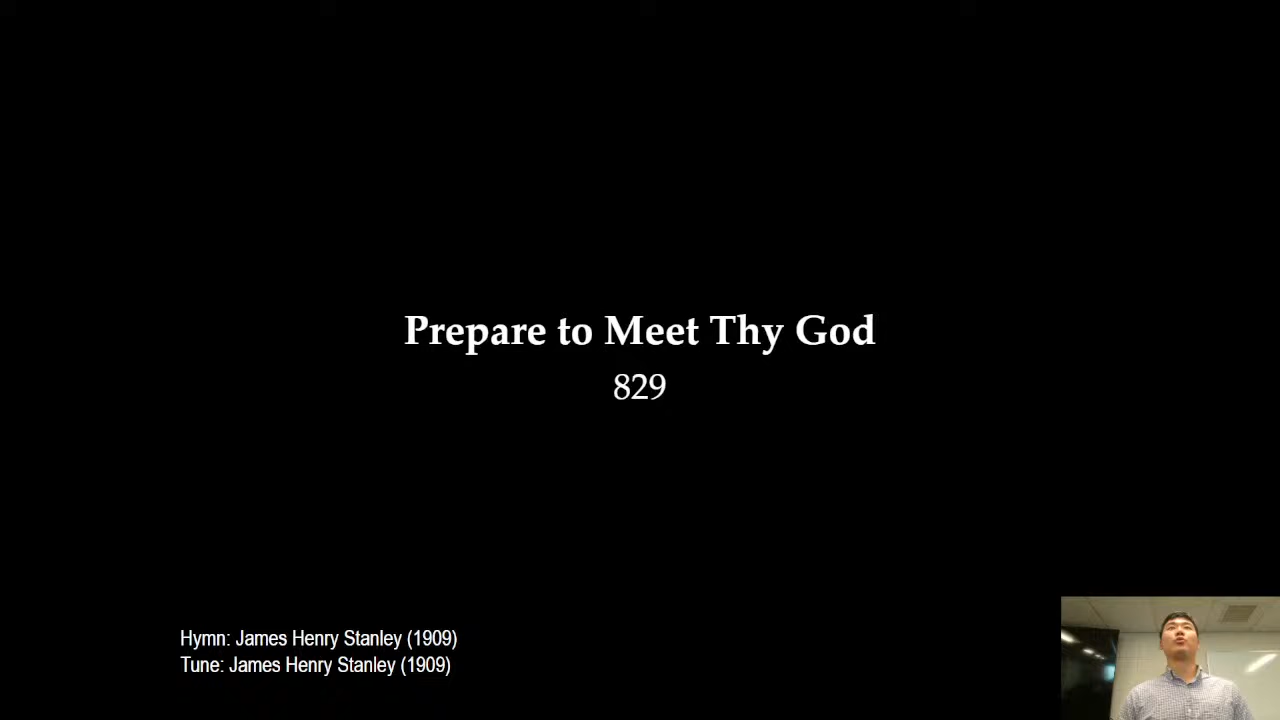 Prepare to Meet Thy God
829
Hymn: James Henry Stanley (1909)
Tune: James Henry Stanley (1909)